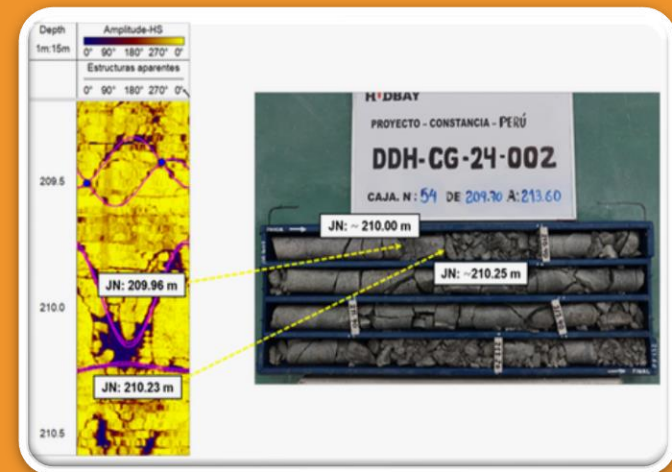 Depth
1m:15m
Amplitude-HS
0° 90° 180° 270° 0°
Estructuras aparentes
0° 90° 180° 270° 0°
209.5
210.0
210.5
JN: 209.96 m
JN: 210.23 m
HUDBAY
PROYECTO - CONSTANCIA - PERÚ
DDH-CG-24-002
CAJA. N: 54 DE 209.70 A: 213.60
JN: ~ 210.00 m
JN: ~210.25 m